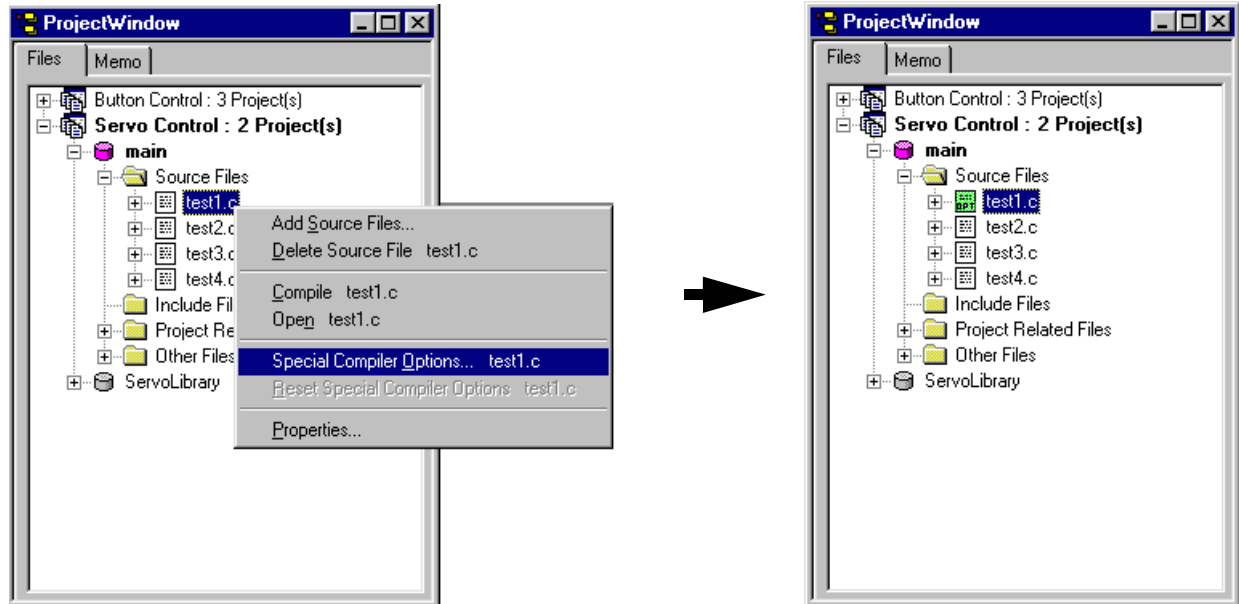 ProjectWindow
Files Memo
Button Control : 3 Project(s)
Servo Control : 2 Project(s)
main
Source Files
test1.c
test2.c
test3.c
test4.c
Include Fil
Project Re
Other Files
ServoLibrary
Add Source Files...
Delete Source File test1.c
Compile test1.c
Open test1.c
Special Compiler Options... test1.c
Reset Special Compiler Options test1.c
Properties...
ProjectWindow
Files Memo
Button Control : 3 Project(s)
Servo Control : 2 Project(s)
main
Source Files
OPT test1.c
test2.c
test3.c
test4.c
Include Files
Project Related Files
Other Files
ServoLibrary